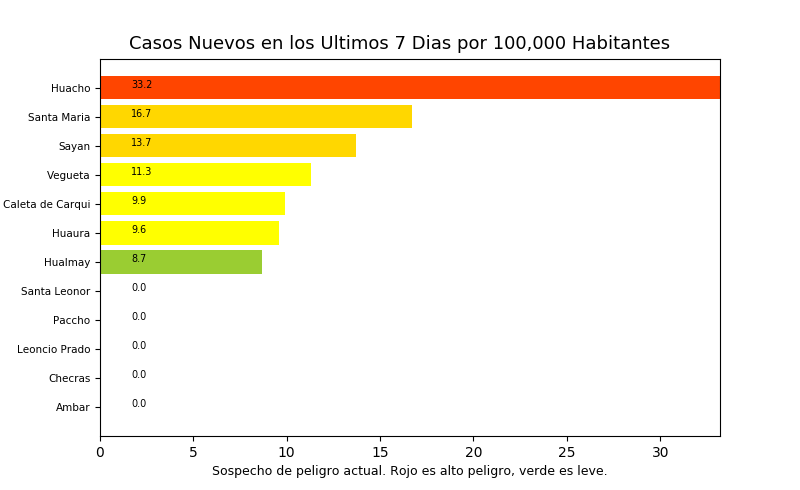 Casos Nuevos en los Ultimos 7 Dias por 100,000 Habitantes
Huacho 33.2
Santa Maria 16.7
Sayan 13.7
Vegueta 11.3
Caleta de Carqui 9.9
Huaura 9.6
Hualmay 8.7
Santa Leonor 0.0
Paccho 0.0
Leoncio Prado 0.0
Checras 0.0
Ambar 0.0
0 5 10 15 20 25 30
Sospecho de peligro actual. Rojo es alto peligro, verde es leve.